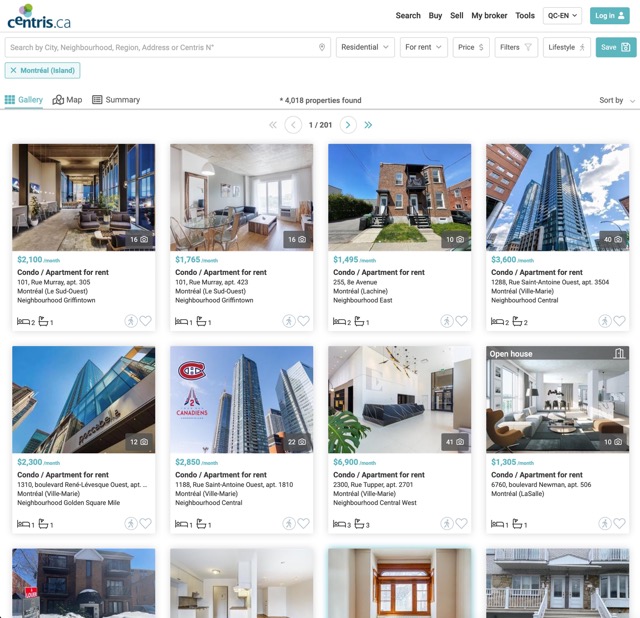 centris.ca
Search Buy Sell My broker Tools QC-EN Log in
Search by City, Neighbourhood, Region, Address or Centris N°
Residential For rent Price $ Filters Lifestyle Save
× Montréal (Island)
Gallery Map Summary * 4,018 properties found Sort by
1 / 201
16
16
10
40
$2,100 /month
Condo / Apartment for rent
101, Rue Murray, apt. 305
Montréal (Le Sud-Ouest)
Neighbourhood Griffintown
2 1
$1,765 /month
Condo / Apartment for rent
101, Rue Murray, apt. 423
Montréal (Le Sud-Ouest)
Neighbourhood Griffintown
1 1
$1,495 /month
Condo / Apartment for rent
255, 8e Avenue
Montréal (Lachine)
Neighbourhood East
2 1
$3,600 /month
Condo / Apartment for rent
1288, Rue Saint-Antoine Ouest, apt. 3504
Montréal (Ville-Marie)
Neighbourhood Central
2 2
12
CANADIENS
22
41
Open house
10
$2,300 /month
Condo / Apartment for rent
1310, boulevard René-Lévesque Ouest, apt. ...
Montréal (Ville-Marie)
Neighbourhood Golden Square Mile
1 1
$2,850 /month
Condo / Apartment for rent
1188, Rue Saint-Antoine Ouest, apt. 1810
Montréal (Ville-Marie)
Neighbourhood Central
1 1
$6,900 /month
Condo / Apartment for rent
2300, Rue Tupper, apt. 2701
Montréal (Ville-Marie)
Neighbourhood Central West
3 3
$1,305 /month
Condo / Apartment for rent
6760, boulevard Newman, apt. 506
Montréal (LaSalle)
1 1